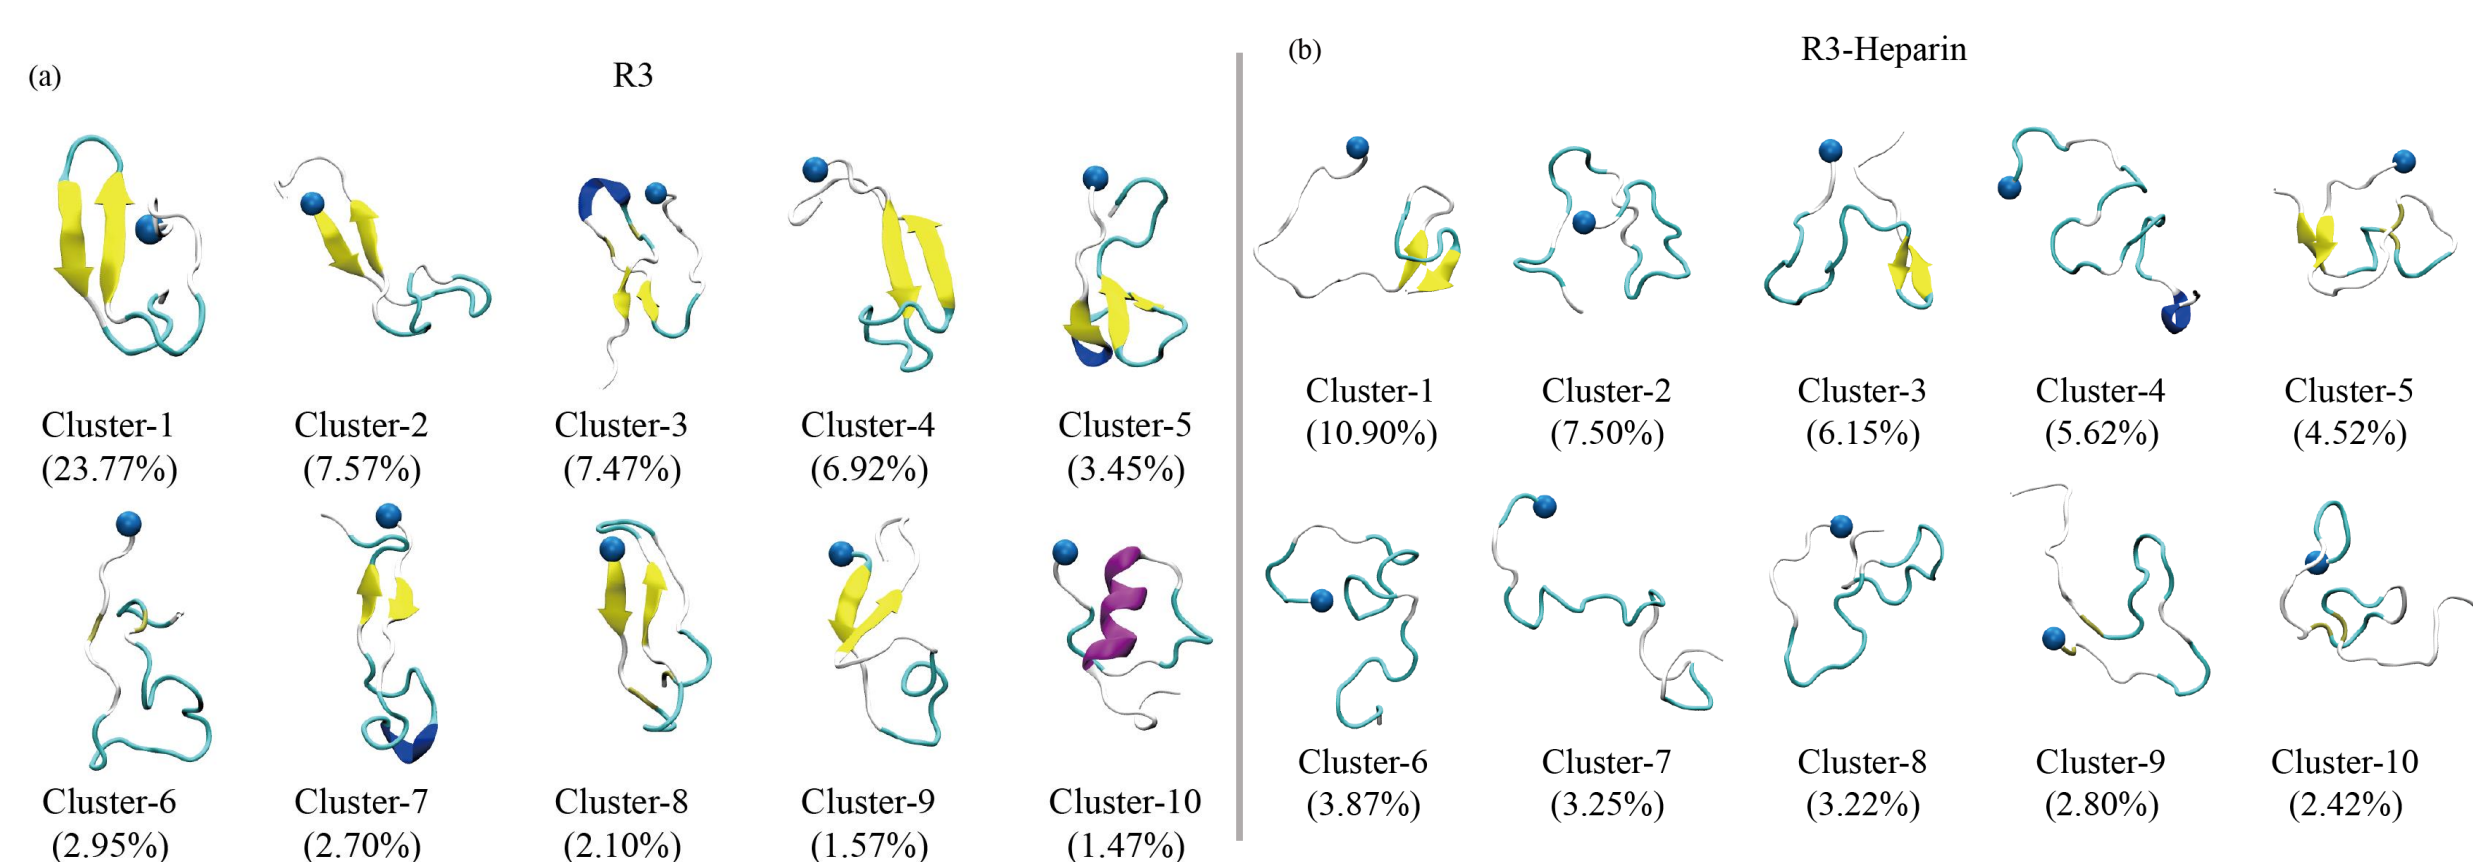 (a)
R3
Cluster-1
(23.77%)
Cluster-2
(7.57%)
Cluster-3
(7.47%)
Cluster-4
(6.92%)
Cluster-5
(3.45%)
Cluster-6
(2.95%)
Cluster-7
(2.70%)
Cluster-8
(2.10%)
Cluster-9
(1.57%)
Cluster-10
(1.47%)
(b)
R3-Heparin
Cluster-1
(10.90%)
Cluster-2
(7.50%)
Cluster-3
(6.15%)
Cluster-4
(5.62%)
Cluster-5
(4.52%)
Cluster-6
(3.87%)
Cluster-7
(3.25%)
Cluster-8
(3.22%)
Cluster-9
(2.80%)
Cluster-10
(2.42%)